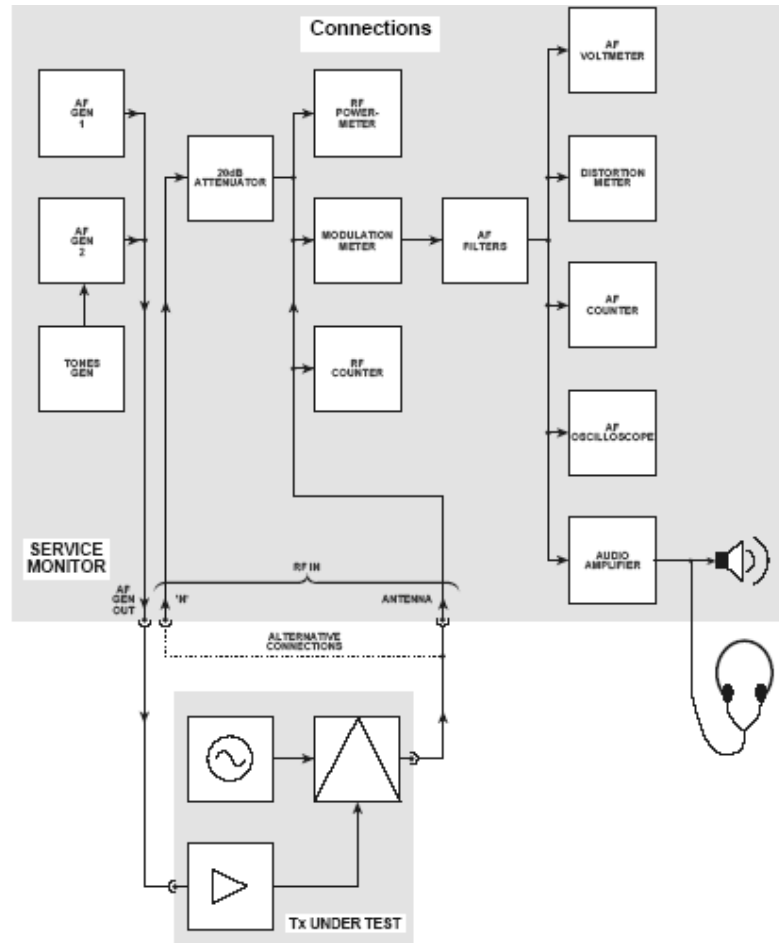 Connections
AF
GEN
1
AF
GEN
2
TONES
GEN
20dB
ATTENUATOR
RF
POWER-
METER
MODULATION
METER
RF
COUNTER
AF
FILTERS
AF
VOLTMETER
DISTORTION
METER
AF
COUNTER
AF
OSCILLOSCOPE
AUDIO
AMPLIFIER
SERVICE
MONITOR
AF
GEN
OUT
RF IN
'N'
ANTENNA
ALTERNATIVE
CONNECTIONS
Tx UNDER TEST